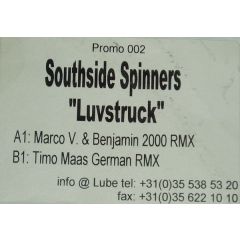 Promo 002
Southside Spinners
"Luvstruck"
A1: Marco V. & Benjamin 2000 RMX
B1: Timo Maas German RMX
info @ Lube tel: +31(0)35 538 53 20
fax: +31(0)35 622 10 10